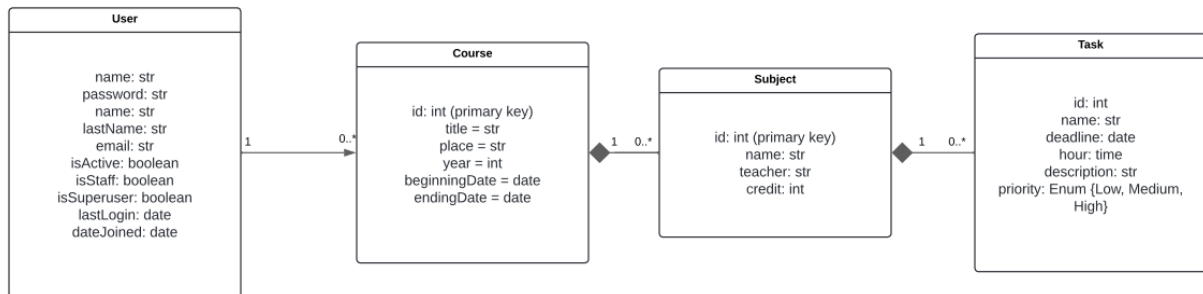 User
name: str
password: str
name: str
lastName: str
email: str
isActive: boolean
isStaff: boolean
isSuperuser: boolean
lastLogin: date
dateJoined: date
1
0..*
Course
id: int (primary key)
title = str
place = str
year = int
beginningDate = date
endingDate = date
1
0..*
Subject
id: int (primary key)
name: str
teacher: str
credit: int
1
0..*
Task
id: int
name: str
deadline: date
hour: time
description: str
priority: Enum {Low, Medium,
High}